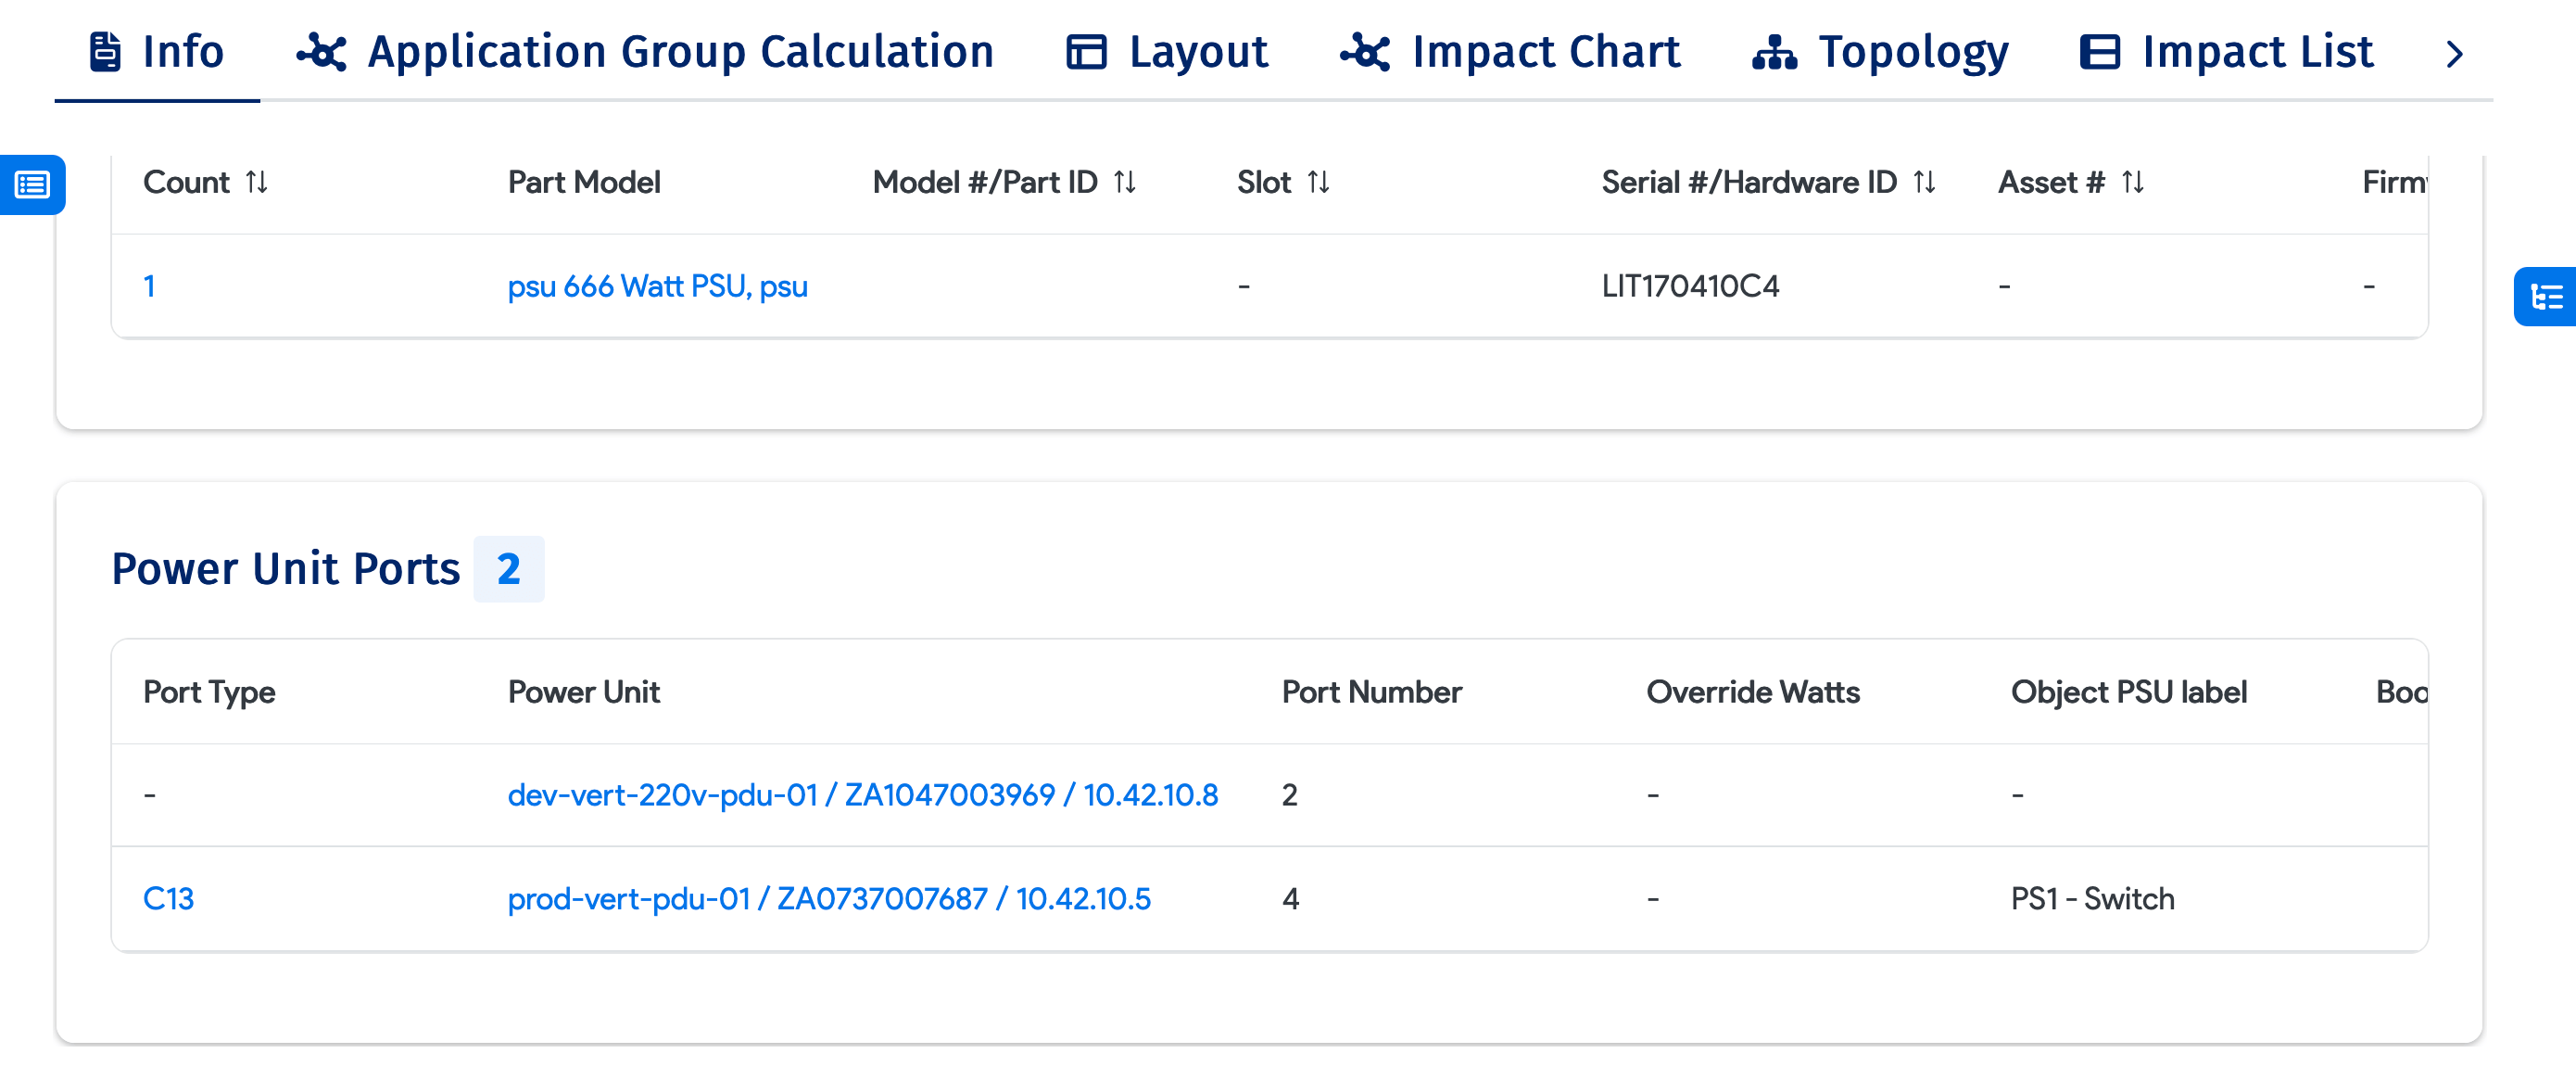 Info Application Group Calculation Layout Impact Chart Topology Impact List
Count Part Model Model #/Part ID Slot Serial #/Hardware ID Asset # Firm
1 psu 666 Watt PSU, psu - LIT170410C4 - -
Power Unit Ports 2
Port Type Power Unit Port Number Override Watts Object PSU label Boo
- dev-vert-220v-pdu-01 / ZA1047003969 / 10.42.10.8 2 - -
C13 prod-vert-pdu-01 / ZA0737007687 / 10.42.10.5 4 - PS1 - Switch